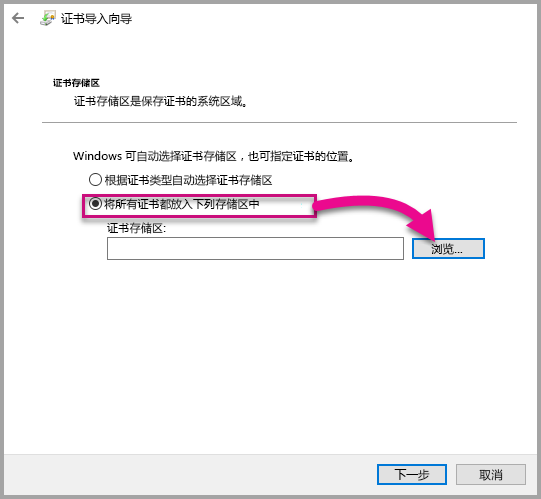 证书导入向导
证书存储区
证书存储区是保存证书的系统区域。
Windows 可自动选择证书存储区，也可指定证书的位置。
根据证书类型自动选择证书存储区
将所有证书都放入下列存储区中
证书存储区:
浏览...
下一步
取消